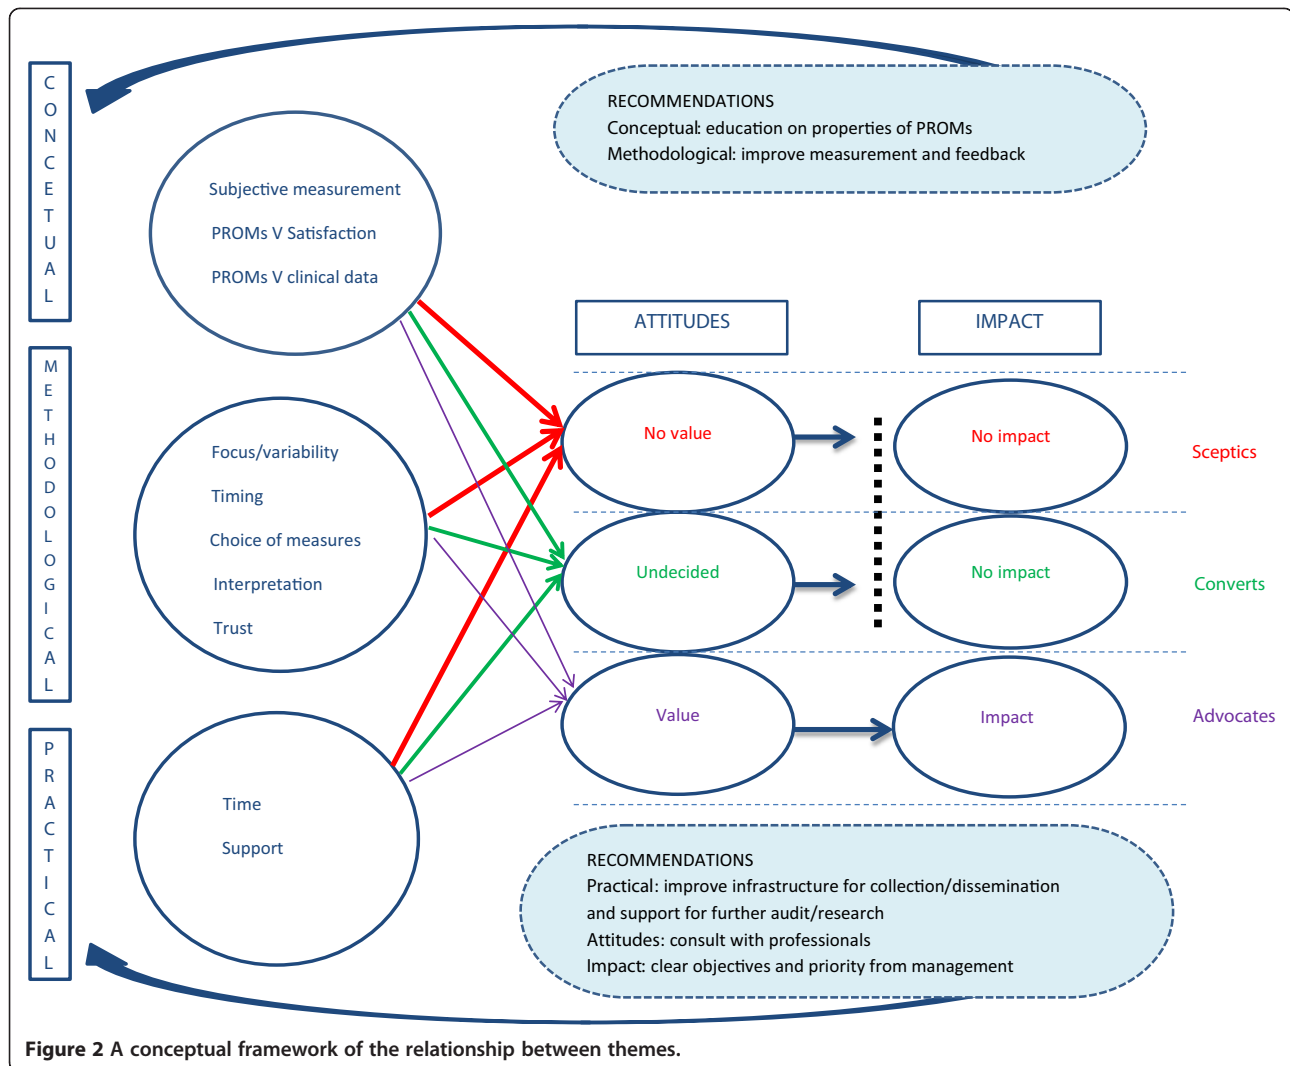 CONCETUAL
Subjective measurement
PROMs V Satisfaction
PROMs V clinical data
METHODOLOGICAL
Focus/variability
Timing
Choice of measures
Interpretation
Trust
PRACTICAL
Time
Support
RECOMMENDATIONS
Conceptual: education on properties of PROMs
Methodological: improve measurement and feedback
ATTITUDES
IMPACT
No value
No impact
Sceptics
Undecided
No impact
Converts
Value
Impact
Advocates
RECOMMENDATIONS
Practical: improve infrastructure for collection/dissemination
and support for further audit/research
Attitudes: consult with professionals
Impact: clear objectives and priority from management
Figure 2 A conceptual framework of the relationship between themes.